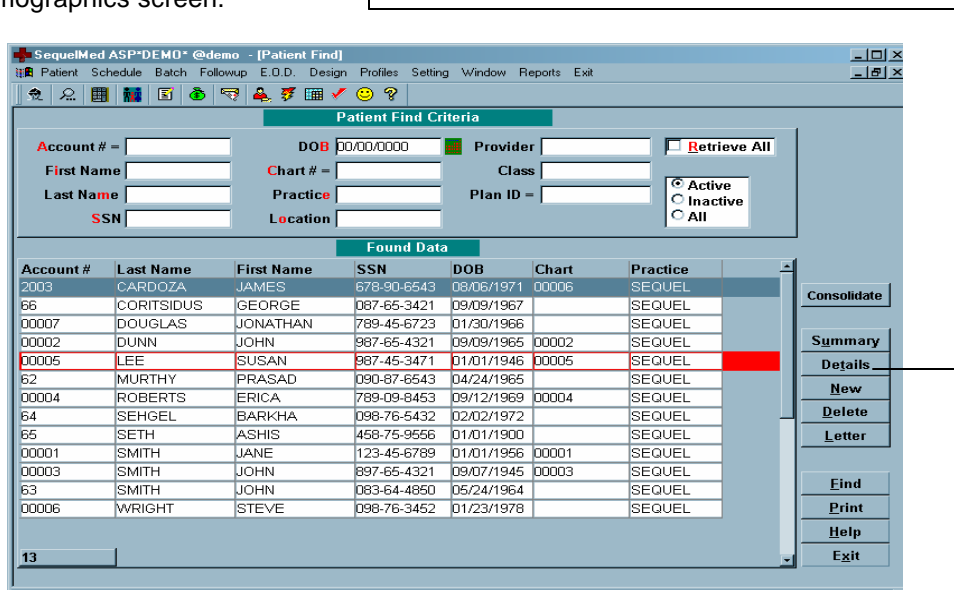 mographics screen.
SequelMed ASP*DEMO* @demo - [Patient Find]
Patient Schedule Batch Followup E.O.D. Design Profiles Setting Window Reports Exit
Patient Find Criteria
Account # = DOB 00/00/0000 Provider Retrieve All
First Name Chart # = Class
Last Name Practice Plan ID = Active
Inactive
SSN Location All
Found Data
Account # Last Name First Name SSN DOB Chart Practice
2003 CARDOZA JAMES 678-90-6543 08/06/1971 00006 SEQUEL
66 CORITSIDUS GEORGE 087-65-3421 09/09/1967 SEQUEL
00007 DOUGLAS JONATHAN 789-45-6723 01/30/1966 SEQUEL
00002 DUNN JOHN 987-65-4321 09/09/1965 00002 SEQUEL
00005 LEE SUSAN 987-45-3471 01/01/1946 00005 SEQUEL
62 MURTHY PRASAD 090-87-6543 04/24/1965 SEQUEL
00004 ROBERTS ERICA 789-09-8453 09/12/1969 00004 SEQUEL
64 SEHGEL BARKHA 098-76-5432 02/02/1972 SEQUEL
65 SETH ASHIS 458-75-9556 01/01/1900 SEQUEL
00001 SMITH JANE 123-45-6789 01/01/1956 00001 SEQUEL
00003 SMITH JOHN 897-65-4321 09/07/1945 00003 SEQUEL
63 SMITH JOHN 083-64-4850 05/24/1964 SEQUEL
00006 WRIGHT STEVE 098-76-3452 01/23/1978 SEQUEL
13
Consolidate
Summary
Details
New
Delete
Letter
Find
Print
Help
Exit